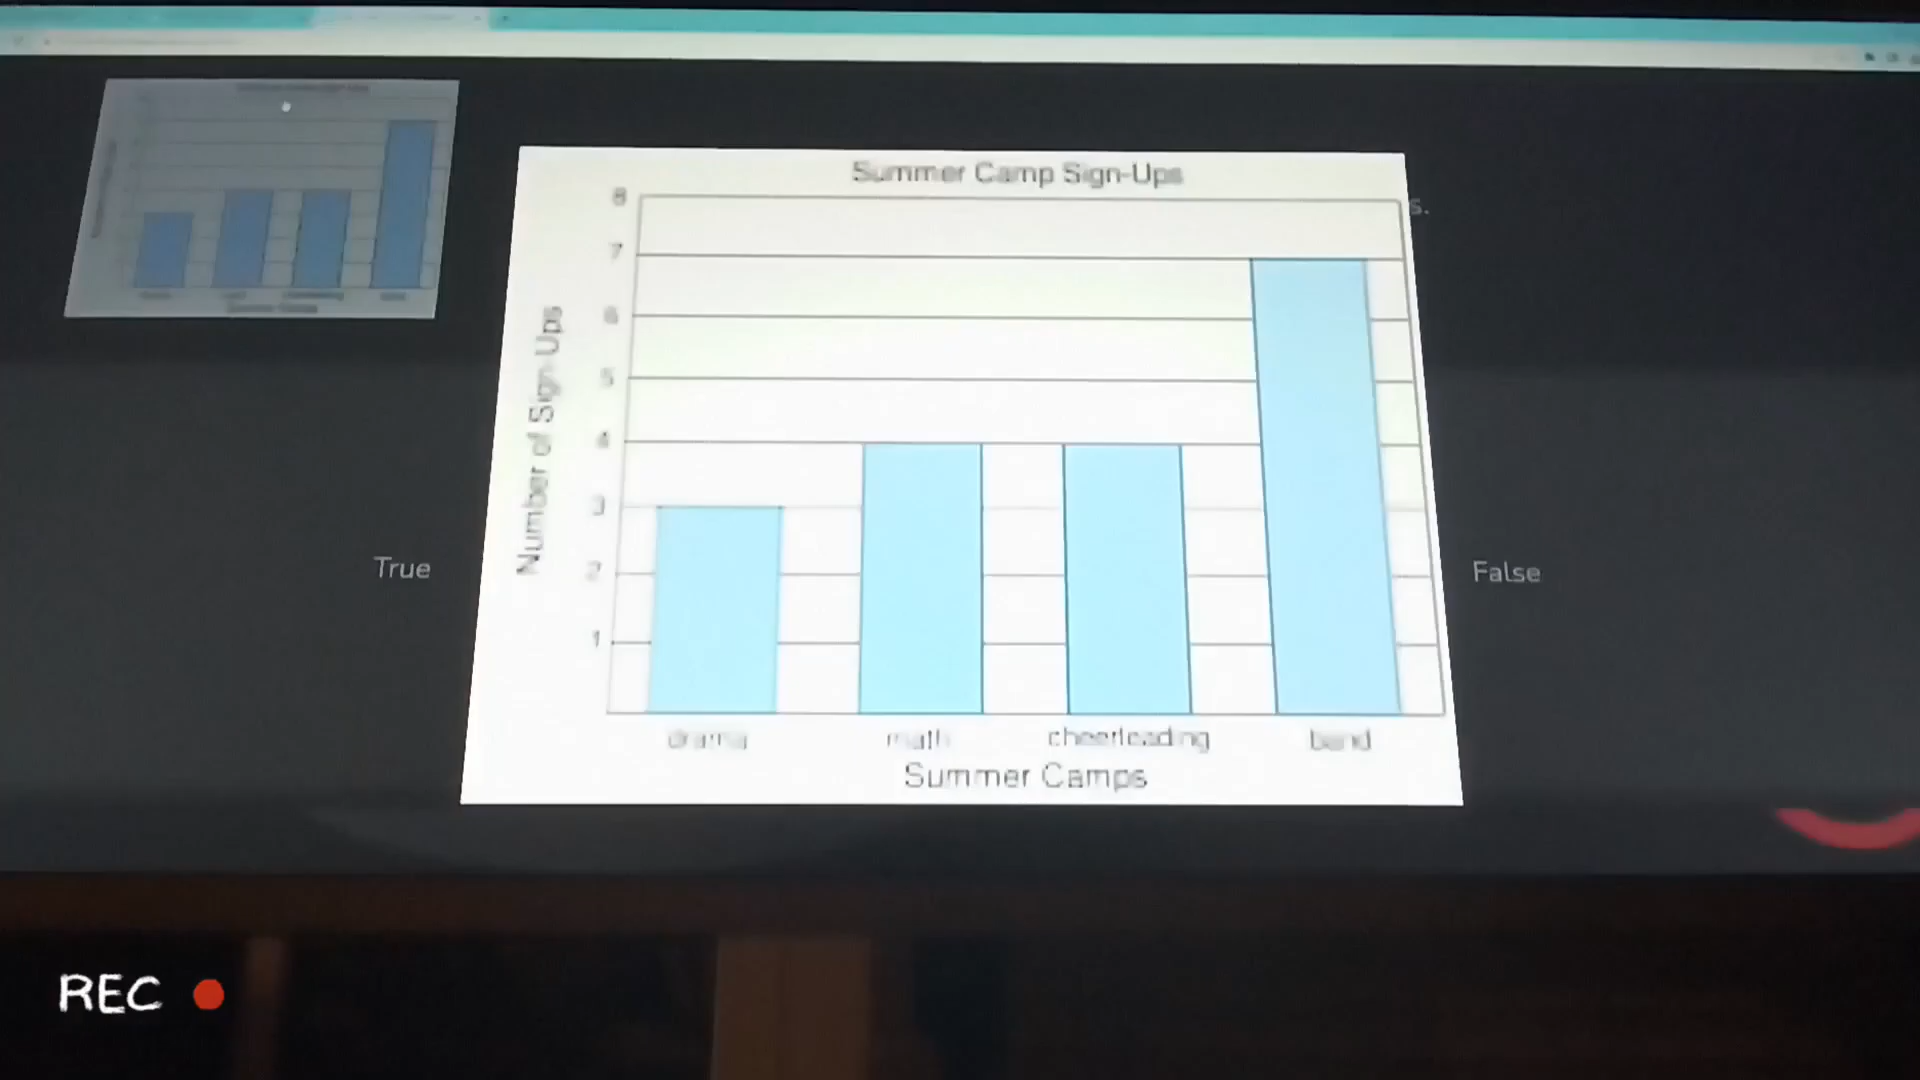 Summer Camp Sign-Ups
8
s.
7
6
5
4
3
2
1
Number of Sign-Ups
True
False
drama math cheerleading band
Summer Camps
REC